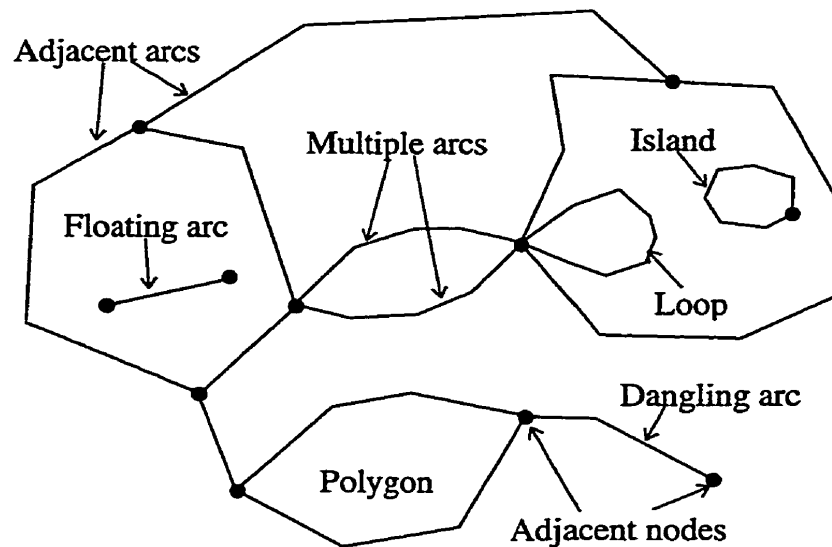 Adjacent arcs
Multiple arcs
Island
Floating arc
Loop
Dangling arc
Polygon
Adjacent nodes